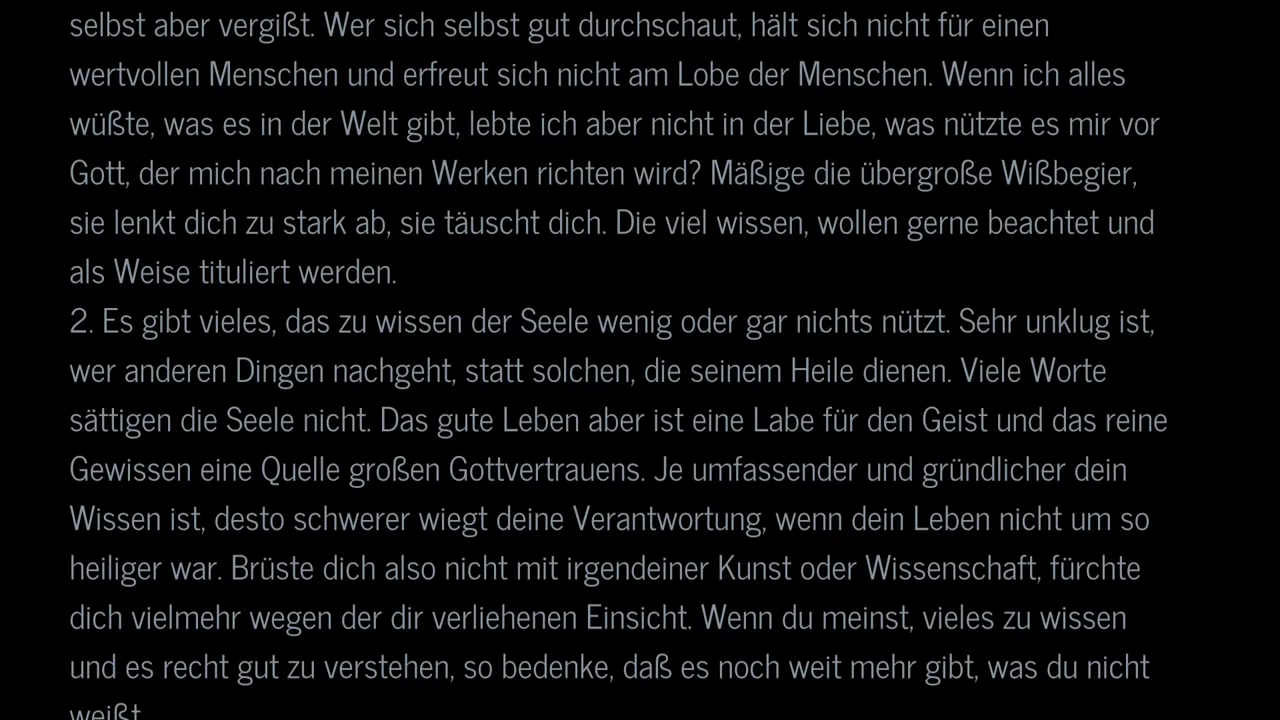 selbst aber vergißt. Wer sich selbst gut durchschaut, hält sich nicht für einen
wertvollen Menschen und erfreut sich nicht am Lobe der Menschen. Wenn ich alles
wüßte, was es in der Welt gibt, lebte ich aber nicht in der Liebe, was nützte es mir vor
Gott, der mich nach meinen Werken richten wird? Mäßige die übergroße Wißbegier,
sie lenkt dich zu stark ab, sie täuscht dich. Die viel wissen, wollen gerne beachtet und
als Weise tituliert werden.
2. Es gibt vieles, das zu wissen der Seele wenig oder gar nichts nützt. Sehr unklug ist,
wer anderen Dingen nachgeht, statt solchen, die seinem Heile dienen. Viele Worte
sättigen die Seele nicht. Das gute Leben aber ist eine Labe für den Geist und das reine
Gewissen eine Quelle großen Gottvertrauens. Je umfassender und gründlicher dein
Wissen ist, desto schwerer wiegt deine Verantwortung, wenn dein Leben nicht um so
heiliger war. Brüste dich also nicht mit irgendeiner Kunst oder Wissenschaft, fürchte
dich vielmehr wegen der dir verliehenen Einsicht. Wenn du meinst, vieles zu wissen
und es recht gut zu verstehen, so bedenke, daß es noch weit mehr gibt, was du nicht
weißt.